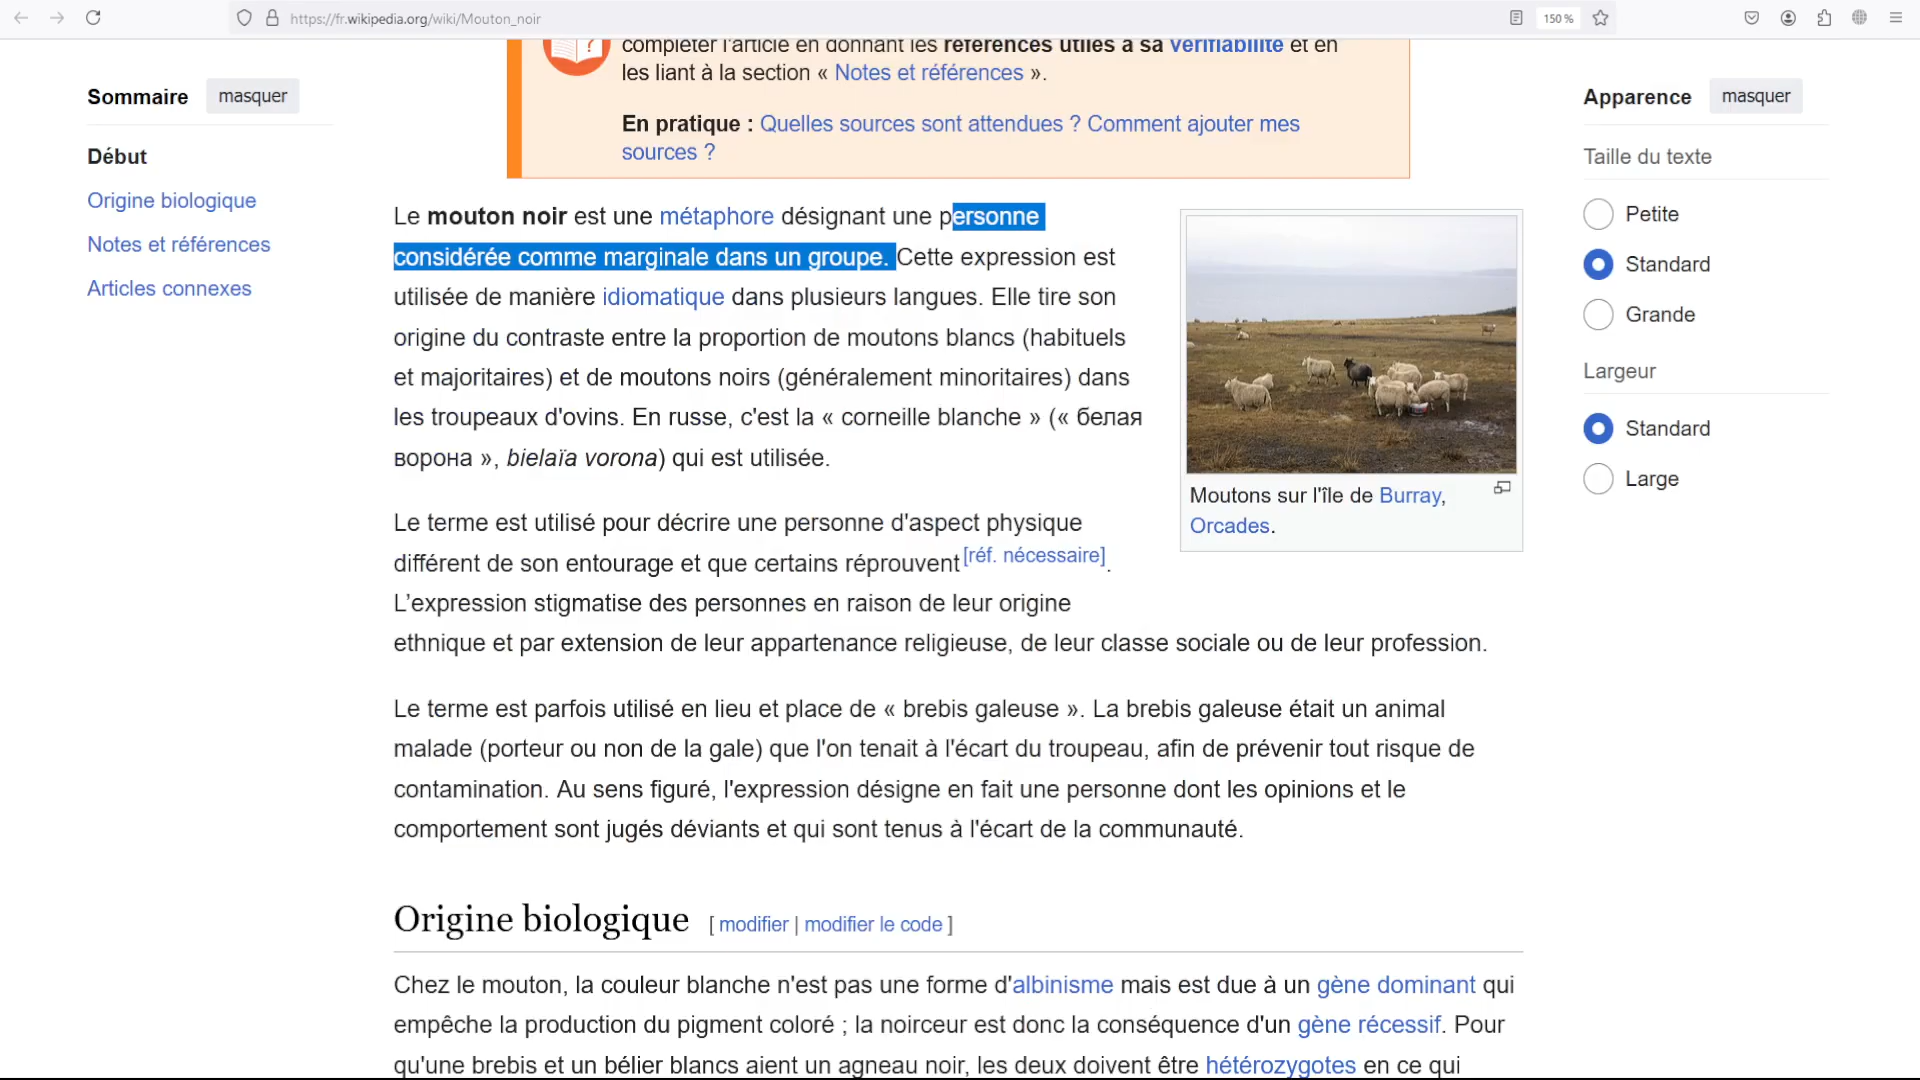 https://fr.wikipedia.org/wiki/Mouton_noir
150 %
compléter l'article en donnant les références utiles à sa vérifiabilité et en
les liant à la section « Notes et références ».
En pratique : Quelles sources sont attendues ? Comment ajouter mes
sources ?
Sommaire masquer
Début
Origine biologique
Notes et références
Articles connexes
Le mouton noir est une métaphore désignant une personne
considérée comme marginale dans un groupe. Cette expression est
utilisée de manière idiomatique dans plusieurs langues. Elle tire son
origine du contraste entre la proportion de moutons blancs (habituels
et majoritaires) et de moutons noirs (généralement minoritaires) dans
les troupeaux d'ovins. En russe, c'est la « corneille blanche » (« белая
ворона », bielaïa vorona) qui est utilisée.
Moutons sur l'île de Burray,
Orcades.
Le terme est utilisé pour décrire une personne d'aspect physique
différent de son entourage et que certains réprouvent[réf. nécessaire].
L'expression stigmatise des personnes en raison de leur origine
ethnique et par extension de leur appartenance religieuse, de leur classe sociale ou de leur profession.
Le terme est parfois utilisé en lieu et place de « brebis galeuse ». La brebis galeuse était un animal
malade (porteur ou non de la gale) que l'on tenait à l'écart du troupeau, afin de prévenir tout risque de
contamination. Au sens figuré, l'expression désigne en fait une personne dont les opinions et le
comportement sont jugés déviants et qui sont tenus à l'écart de la communauté.
Origine biologique [ modifier | modifier le code ]
Chez le mouton, la couleur blanche n'est pas une forme d'albinisme mais est due à un gène dominant qui
empêche la production du pigment coloré ; la noirceur est donc la conséquence d'un gène récessif. Pour
qu'une brebis et un bélier blancs aient un agneau noir, les deux doivent être hétérozygotes en ce qui
Apparence masquer
Taille du texte
Petite
Standard
Grande
Largeur
Standard
Large